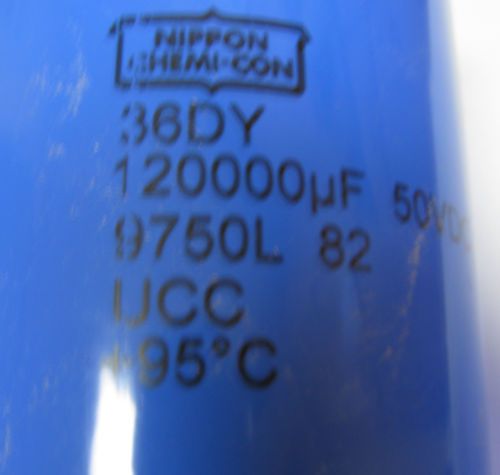 NIPPON
CHEMI-CON
36DY
120000µF 50VDC
9750L 82
UCC
+95°C